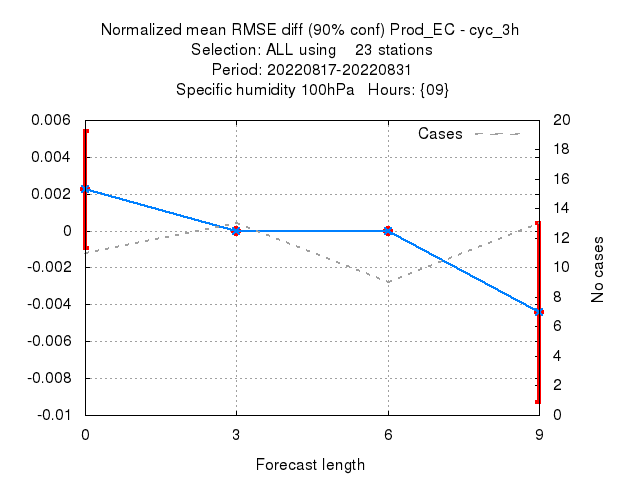 Normalized mean RMSE diff (90% conf) Prod_EC - cyc_3h
Selection: ALL using    23 stations
Period: 20220817-20220831
Specific humidity 100hPa   Hours: {09}
Cases
0.006
0.004
0.002
0
-0.002
-0.004
-0.006
-0.008
-0.01
20
18
16
14
12
10
8
6
4
2
0
No cases
0 3 6 9
Forecast length